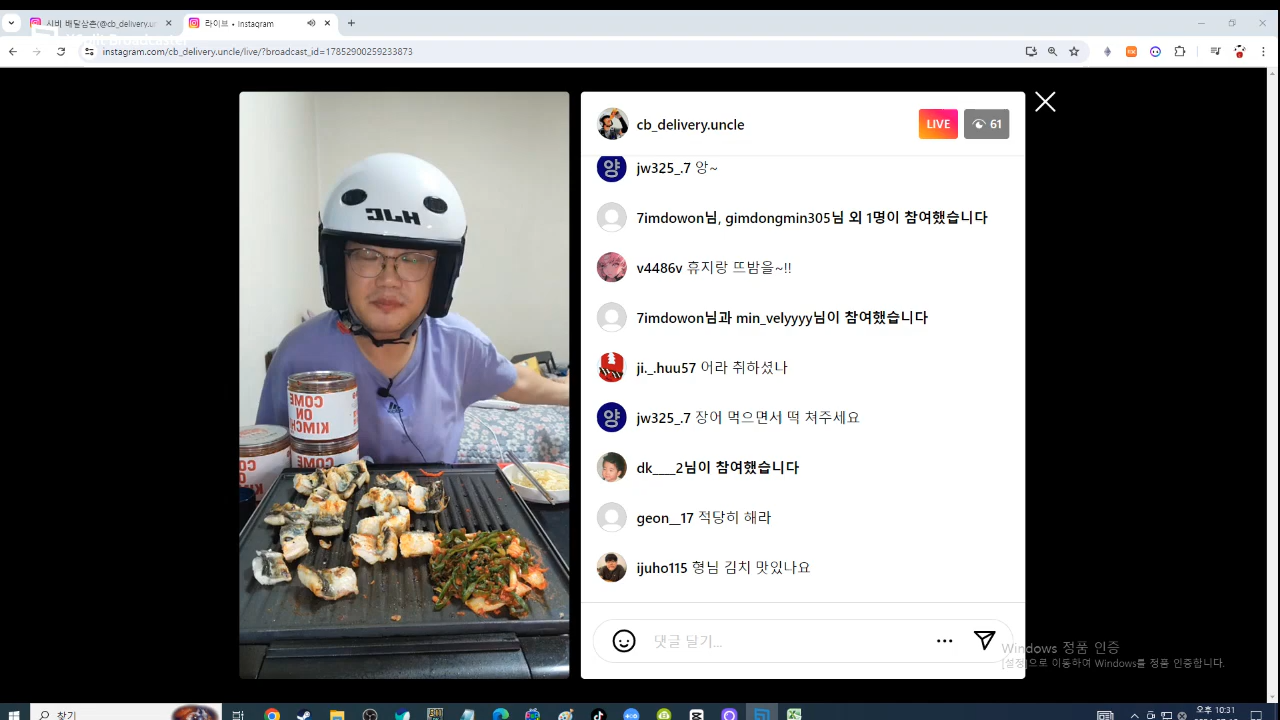 시비 배달삼촌(@cb_delivery.un
라이브 • Instagram
instagram.com/cb_delivery.uncle/live/?broadcast_id=17852900259233873
cb_delivery.uncle
LIVE
61
jw325_.7 앙~
7imdowon님, gimdongmin305님 외 1명이 참여했습니다
v4486v 휴지랑 뜨밤을~!!
7imdowon님과 min_velyyyy님이 참여했습니다
ji._.huu57 어라 취하셨나
양
jw325_.7 장어 먹으면서 떡 쳐주세요
dk____2님이 참여했습니다
geon__17 적당히 해라
ijuho115 형님 김치 맛있나요
댓글 달기...
HLC
COME
ON
KIMCHI
COME
Windows 정품 인증
[설정]으로 이동하여 Windows를 정품 인증합니다.
찾기
오후 10:31